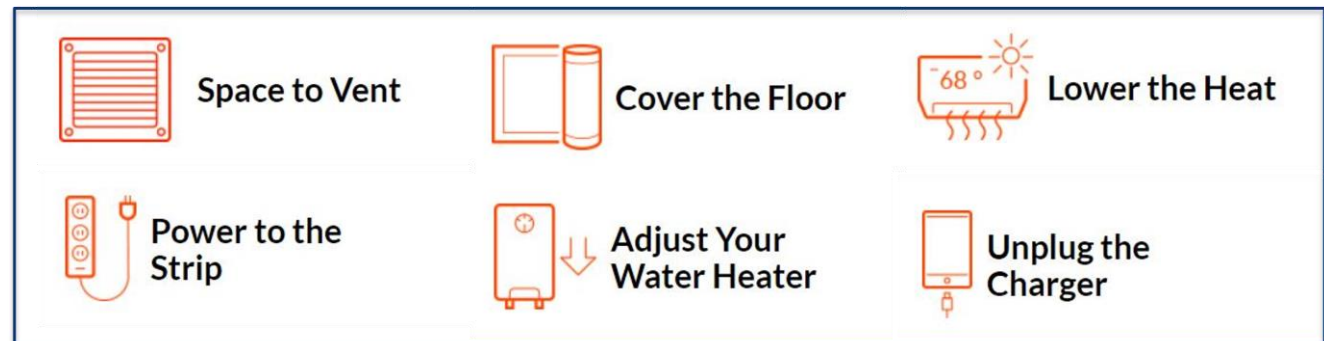 Space to Vent
Cover the Floor
68 °
Lower the Heat
Power to the
Strip
Adjust Your
Water Heater
Unplug the
Charger